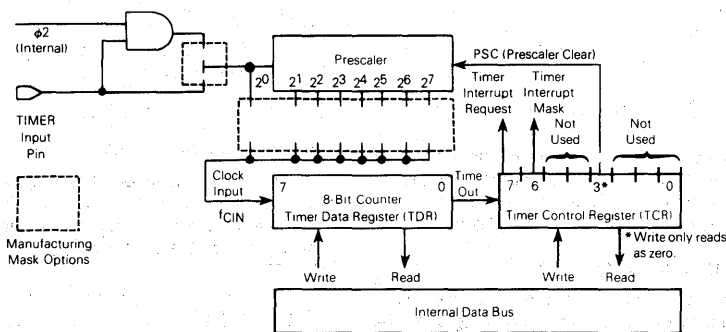 φ2
(Internal)
TIMER
Input
Pin
Manufacturing
Mask Options
Prescaler
2⁰ 2¹ 2² 2³ 2⁴ 2⁵ 2⁶ 2⁷
PSC (Prescaler Clear)
Timer
Interrupt
Request
Timer
Interrupt
Mask
Not
Used
Not
Used
Clock
Input
fCIN
7 0
8-Bit Counter
Timer Data Register (TDR)
Time
Out
7 6 3* 0
Timer Control Register (TCR)
* Write only reads
as zero.
Write Read
Write Read
Internal Data Bus